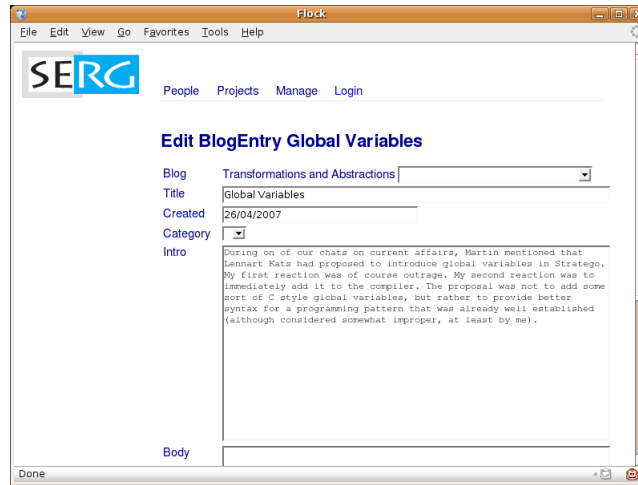 Flock
File Edit View Go Favorites Tools Help
SERG
People Projects Manage Login
Edit BlogEntry Global Variables
Blog Transformations and Abstractions
Title Global Variables
Created 26/04/2007
Category
Intro
During on of our chats on current affairs, Martin mentioned that
Lennart Kats had proposed to introduce global variables in Stratego.
My first reaction was of course outrage. My second reaction was to
immediately add it to the compiler. The proposal was not to add some
sort of C style global variables, but rather to provide better
syntax for a programming pattern that was already well established
(although considered somewhat improper, at least by me).
Body
Done